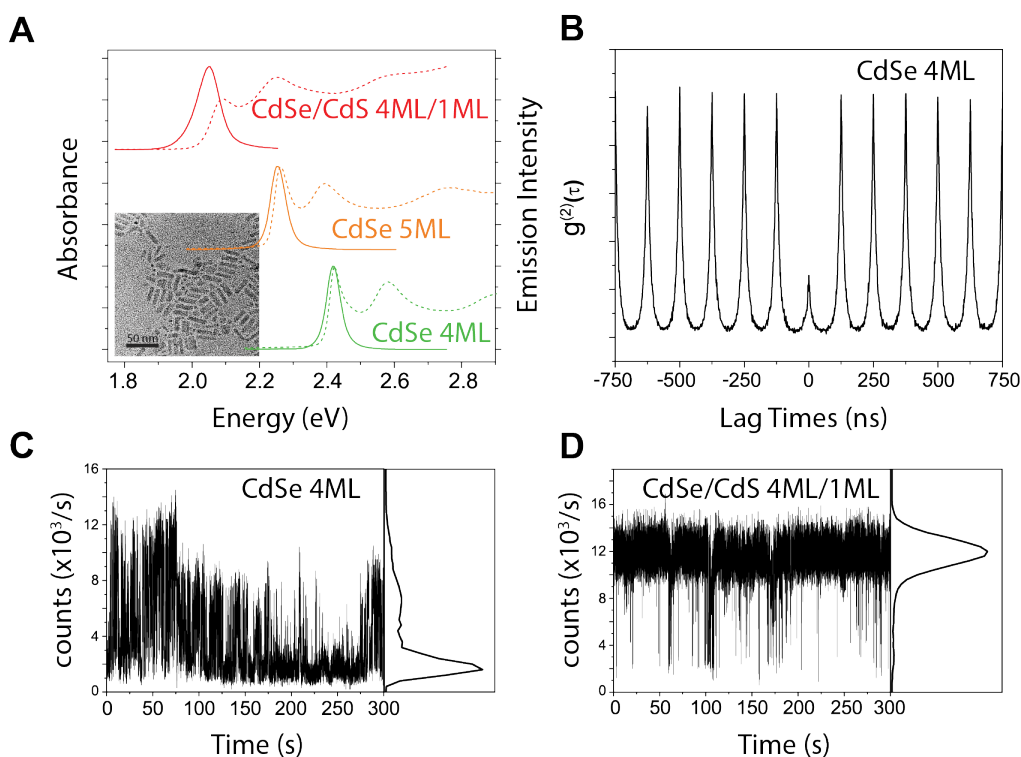 A
Absorbance
Emission Intensity
CdSe/CdS 4ML/1ML
CdSe 5ML
CdSe 4ML
50 nm
1.8 2.0 2.2 2.4 2.6 2.8
Energy (eV)
B
g(2)(τ)
CdSe 4ML
-750 -500 -250 0 250 500 750
Lag Times (ns)
C
counts (x10³/s)
CdSe 4ML
16
12
8
4
0
0 50 100 150 200 250 300
Time (s)
D
counts (x10³/s)
CdSe/CdS 4ML/1ML
16
12
8
4
0
0 50 100 150 200 250 300
Time (s)